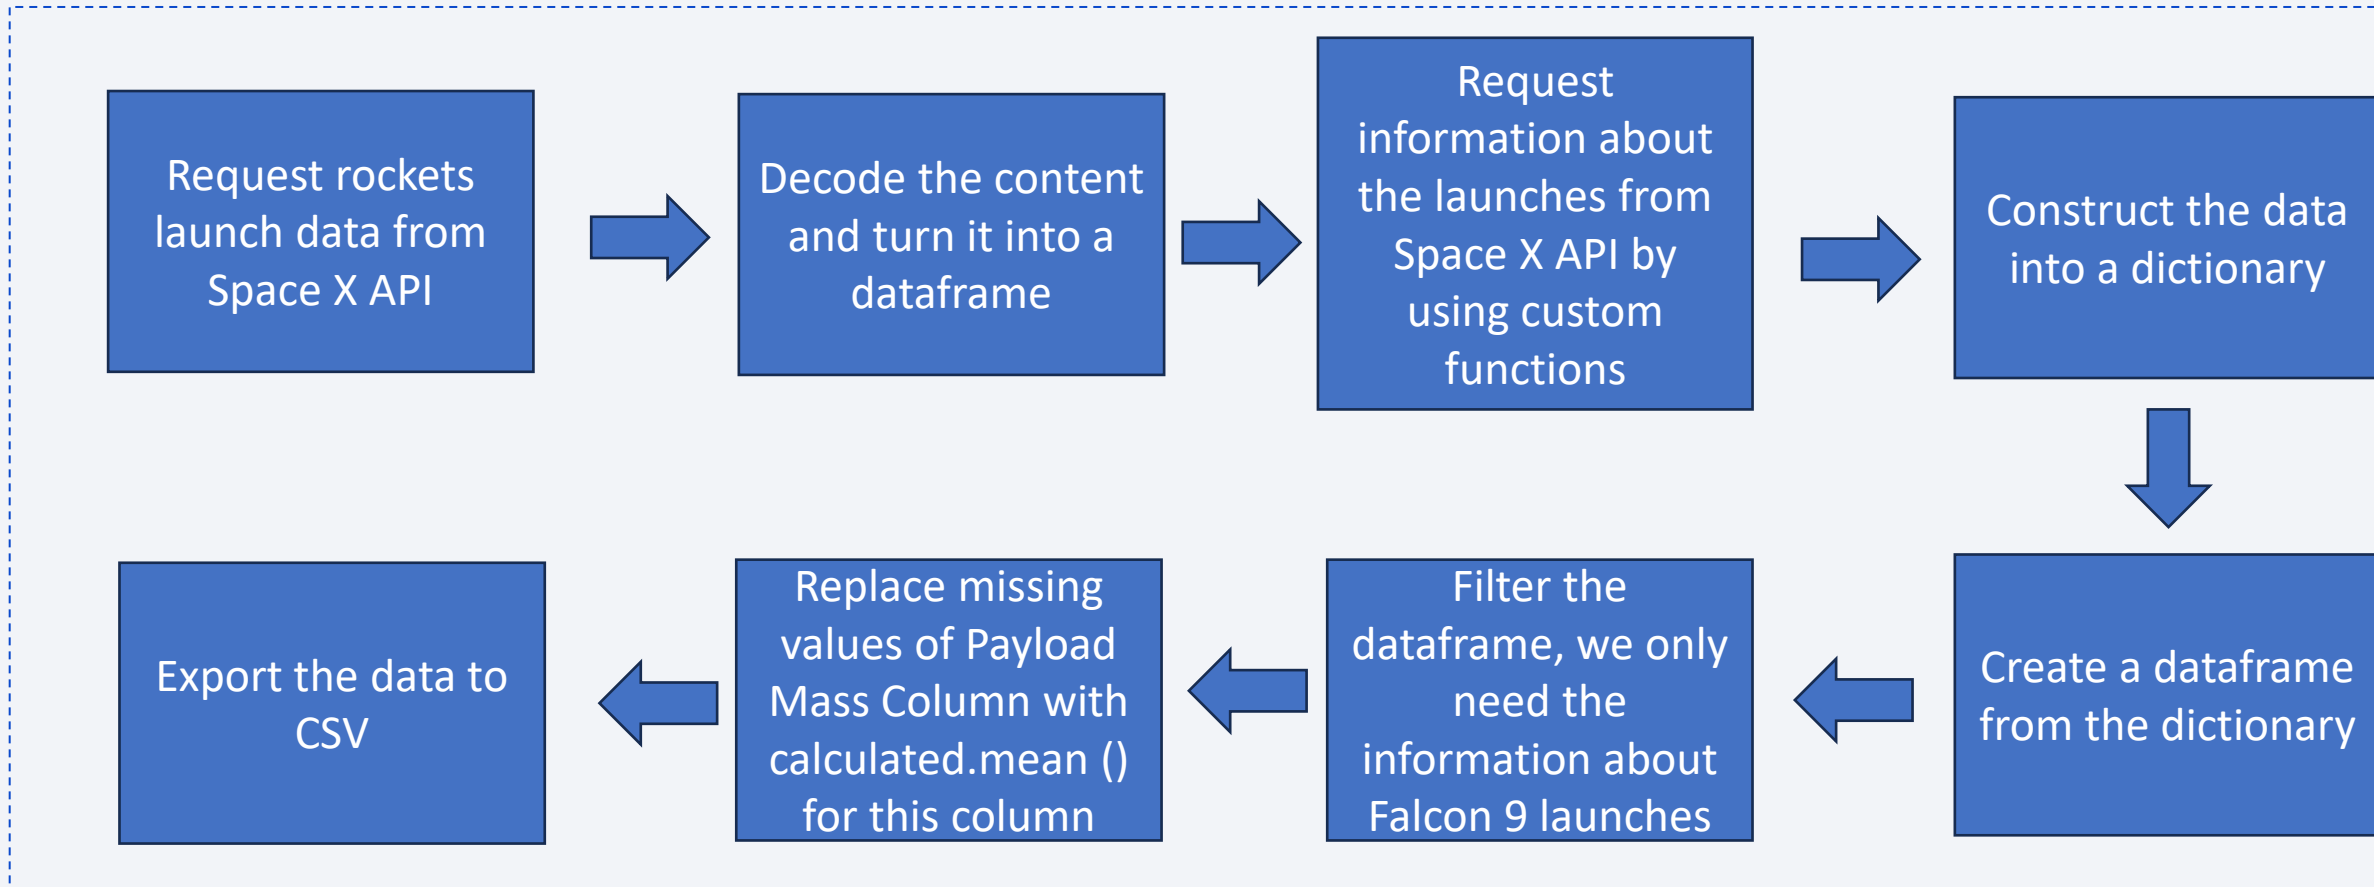 Request rockets
launch data from
Space X API
Decode the content
and turn it into a
dataframe
Request
information about
the launches from
Space X API by
using custom
functions
Construct the data
into a dictionary
Create a dataframe
from the dictionary
Filter the
dataframe, we only
need the
information about
Falcon 9 launches
Replace missing
values of Payload
Mass Column with
calculated.mean ()
for this column
Export the data to
CSV